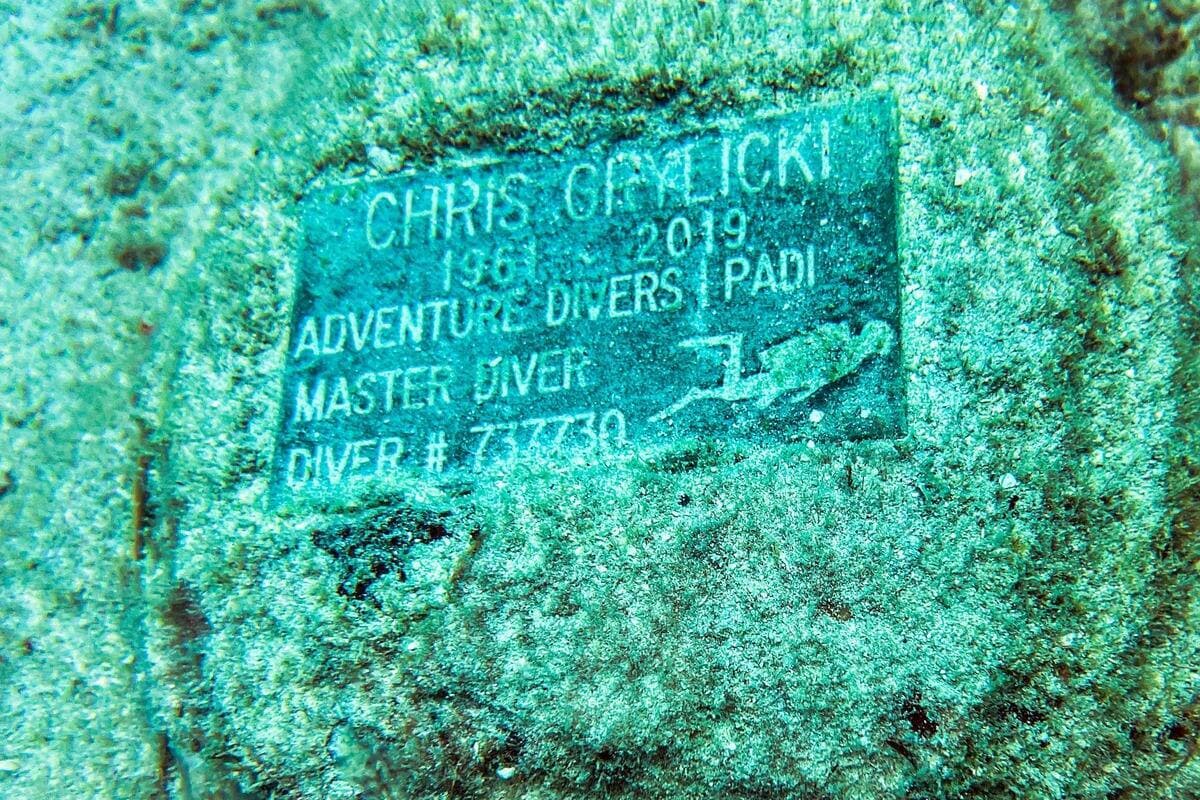 CHRIS GRYLICKI
1961 - 2019
ADVENTURE DIVERS | PADI
MASTER DIVER
DIVER # 737730